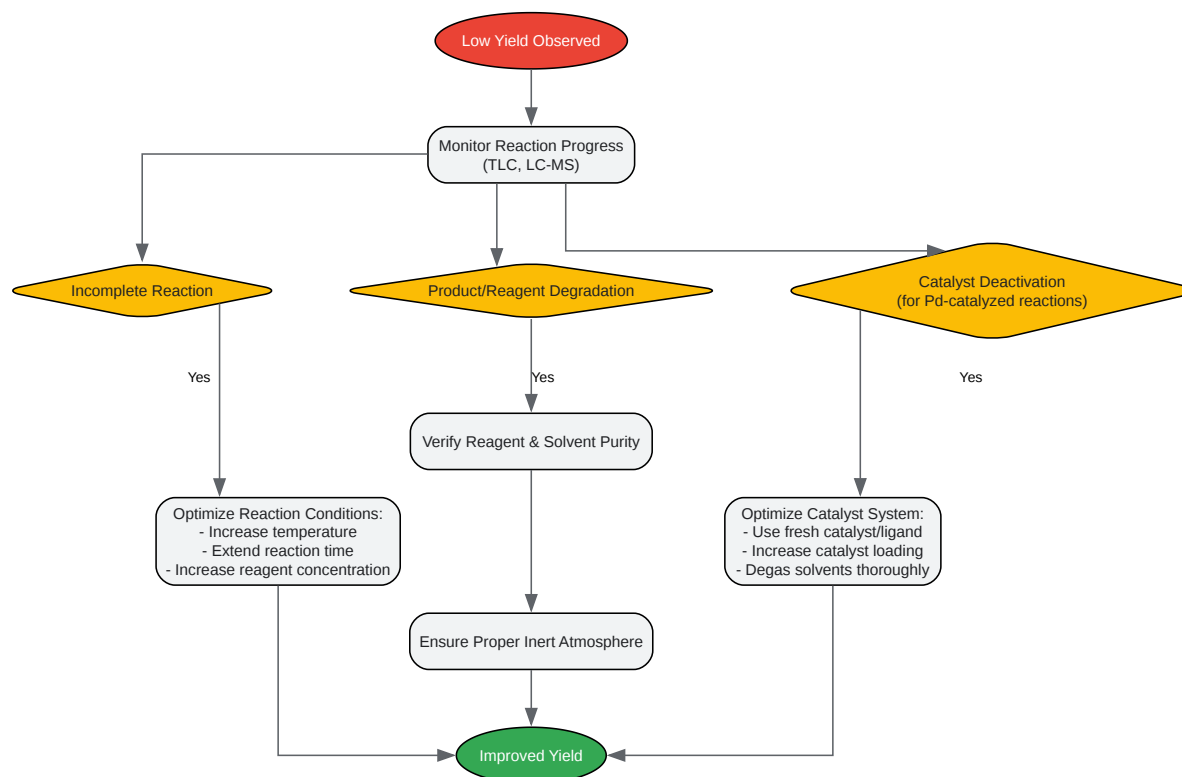 Low Yield Observed
Monitor Reaction Progress
(TLC, LC-MS)
Incomplete Reaction
Product/Reagent Degradation
Catalyst Deactivation
(for Pd-catalyzed reactions)
Yes
Yes
Yes
Verify Reagent & Solvent Purity
Optimize Reaction Conditions:
- Increase temperature
- Extend reaction time
- Increase reagent concentration
Optimize Catalyst System:
- Use fresh catalyst/ligand
- Increase catalyst loading
- Degas solvents thoroughly
Ensure Proper Inert Atmosphere
Improved Yield